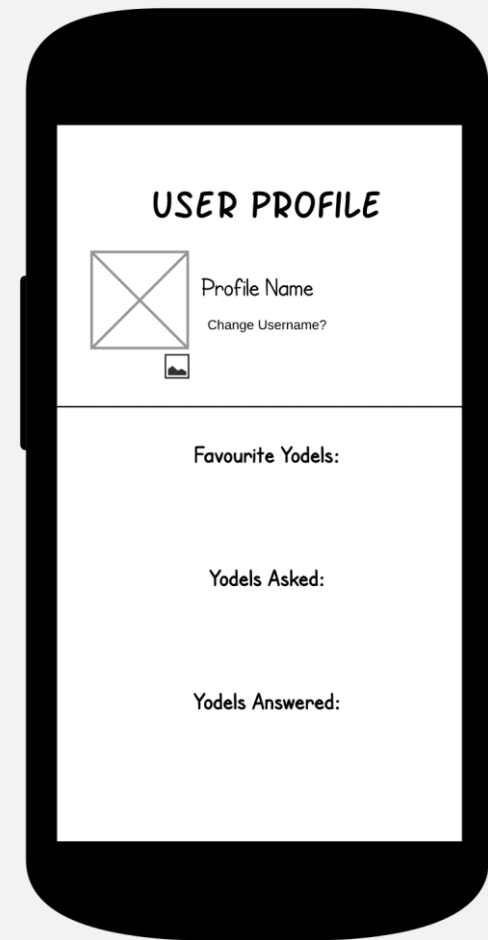 USER PROFILE
Profile Name
Change Username?
Favourite Yodels:
Yodels Asked:
Yodels Answered: